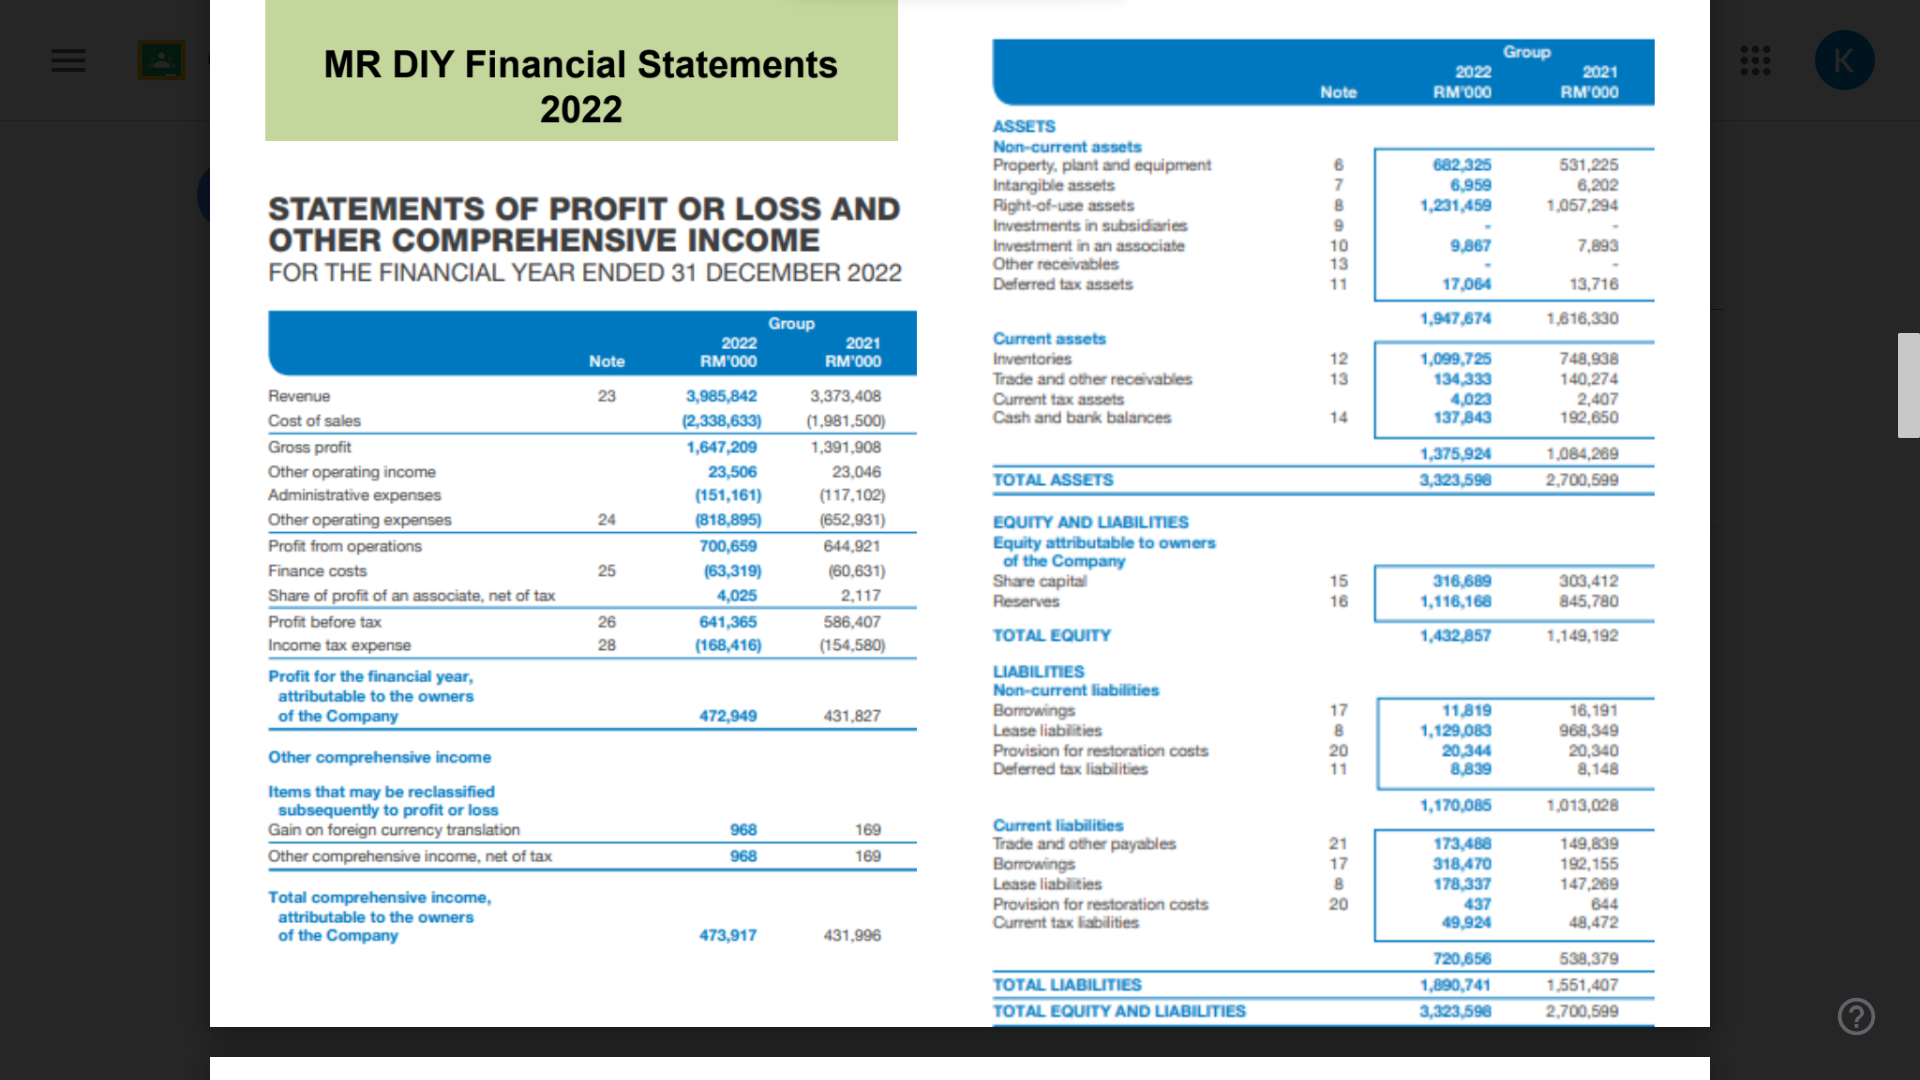 MR DIY Financial Statements
2022
STATEMENTS OF PROFIT OR LOSS AND
OTHER COMPREHENSIVE INCOME
FOR THE FINANCIAL YEAR ENDED 31 DECEMBER 2022
Group
2022 2021
Note RM'000 RM'000
Revenue 23 3,985,842 3,373,408
Cost of sales (2,338,633) (1,981,500)
Gross profit 1,647,209 1,391,908
Other operating income 23,506 23,046
Administrative expenses (151,161) (117,102)
Other operating expenses 24 (818,895) (652,931)
Profit from operations 700,659 644,921
Finance costs 25 (63,319) (60,631)
Share of profit of an associate, net of tax 4,025 2,117
Profit before tax 26 641,365 586,407
Income tax expense 28 (168,416) (154,580)
Profit for the financial year,
attributable to the owners
of the Company 472,949 431,827
Other comprehensive income
Items that may be reclassified
subsequently to profit or loss
Gain on foreign currency translation 968 169
Other comprehensive income, net of tax 968 169
Total comprehensive income,
attributable to the owners
of the Company 473,917 431,996
Group
2022 2021
Note RM'000 RM'000
ASSETS
Non-current assets
Property, plant and equipment 6 682,325 531,225
Intangible assets 7 6,959 6,202
Right-of-use assets 8 1,231,459 1,057,294
Investments in subsidiaries 9 - -
Investment in an associate 10 9,867 7,893
Other receivables 13 - -
Deferred tax assets 11 17,064 13,716
1,947,674 1,616,330
Current assets
Inventories 12 1,099,725 748,938
Trade and other receivables 13 134,333 140,274
Current tax assets 4,023 2,407
Cash and bank balances 14 137,843 192,650
1,375,924 1,084,269
TOTAL ASSETS 3,323,598 2,700,599
EQUITY AND LIABILITIES
Equity attributable to owners
of the Company
Share capital 15 316,689 303,412
Reserves 16 1,116,168 845,780
TOTAL EQUITY 1,432,857 1,149,192
LIABILITIES
Non-current liabilities
Borrowings 17 11,819 16,191
Lease liabilities 8 1,129,083 968,349
Provision for restoration costs 20 20,344 20,340
Deferred tax liabilities 11 8,839 8,148
1,170,085 1,013,028
Current liabilities
Trade and other payables 21 173,488 149,839
Borrowings 17 318,470 192,155
Lease liabilities 8 178,337 147,269
Provision for restoration costs 20 437 644
Current tax liabilities 49,924 48,472
720,656 538,379
TOTAL LIABILITIES 1,890,741 1,551,407
TOTAL EQUITY AND LIABILITIES 3,323,598 2,700,599
K